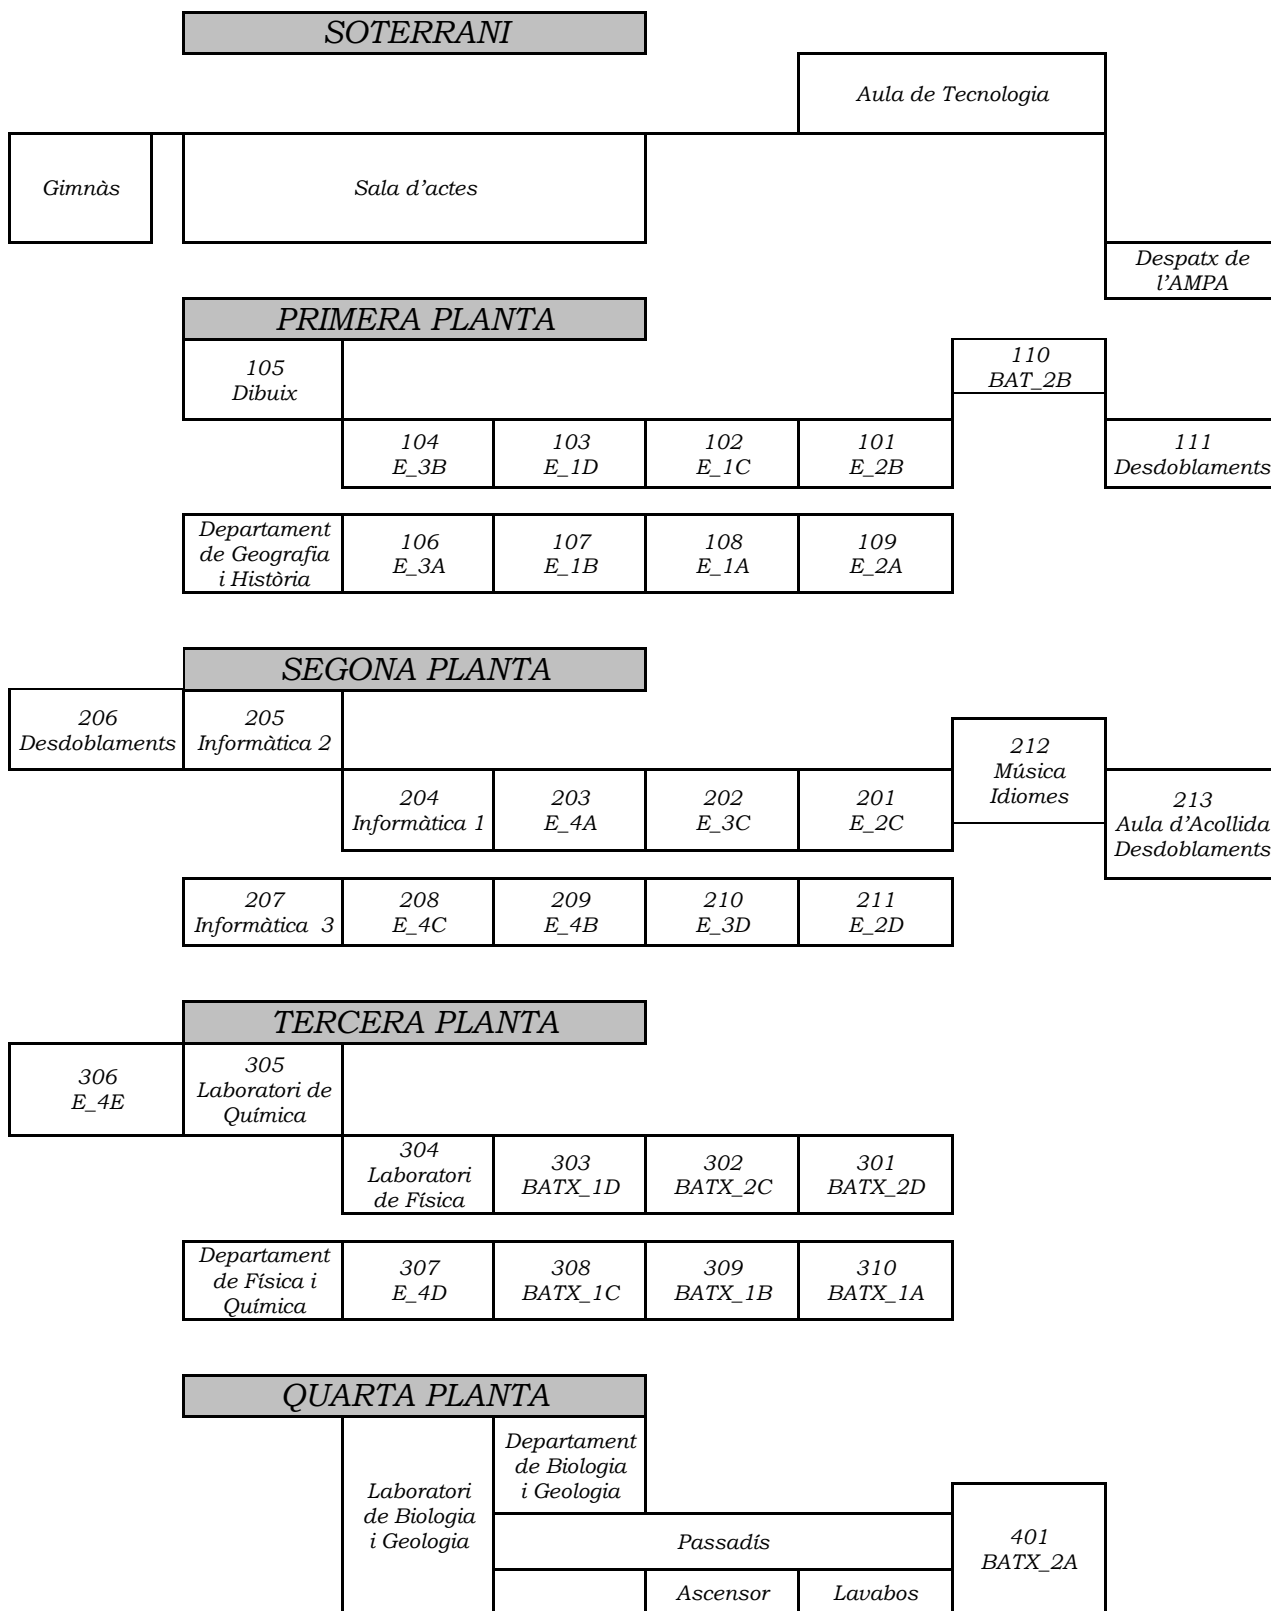 SOTERRANI
Aula de Tecnologia
Gimnàs
Sala d'actes
Despatx de
l'AMPA
PRIMERA PLANTA
105
Dibuix
110
BAT_2B
104
E_3B
103
E_1D
102
E_1C
101
E_2B
111
Desdoblaments
Departament
de Geografia
i Història
106
E_3A
107
E_1B
108
E_1A
109
E_2A
SEGONA PLANTA
206
Desdoblaments
205
Informàtica 2
212
Música
Idiomes
204
Informàtica 1
203
E_4A
202
E_3C
201
E_2C
213
Aula d'Acollida
Desdoblaments
207
Informàtica 3
208
E_4C
209
E_4B
210
E_3D
211
E_2D
TERCERA PLANTA
306
E_4E
305
Laboratori de
Química
304
Laboratori
de Física
303
BATX_1D
302
BATX_2C
301
BATX_2D
Departament
de Física i
Química
307
E_4D
308
BATX_1C
309
BATX_1B
310
BATX_1A
QUARTA PLANTA
Laboratori
de Biologia
i Geologia
Departament
de Biologia
i Geologia
Passadís
401
BATX_2A
Ascensor
Lavabos